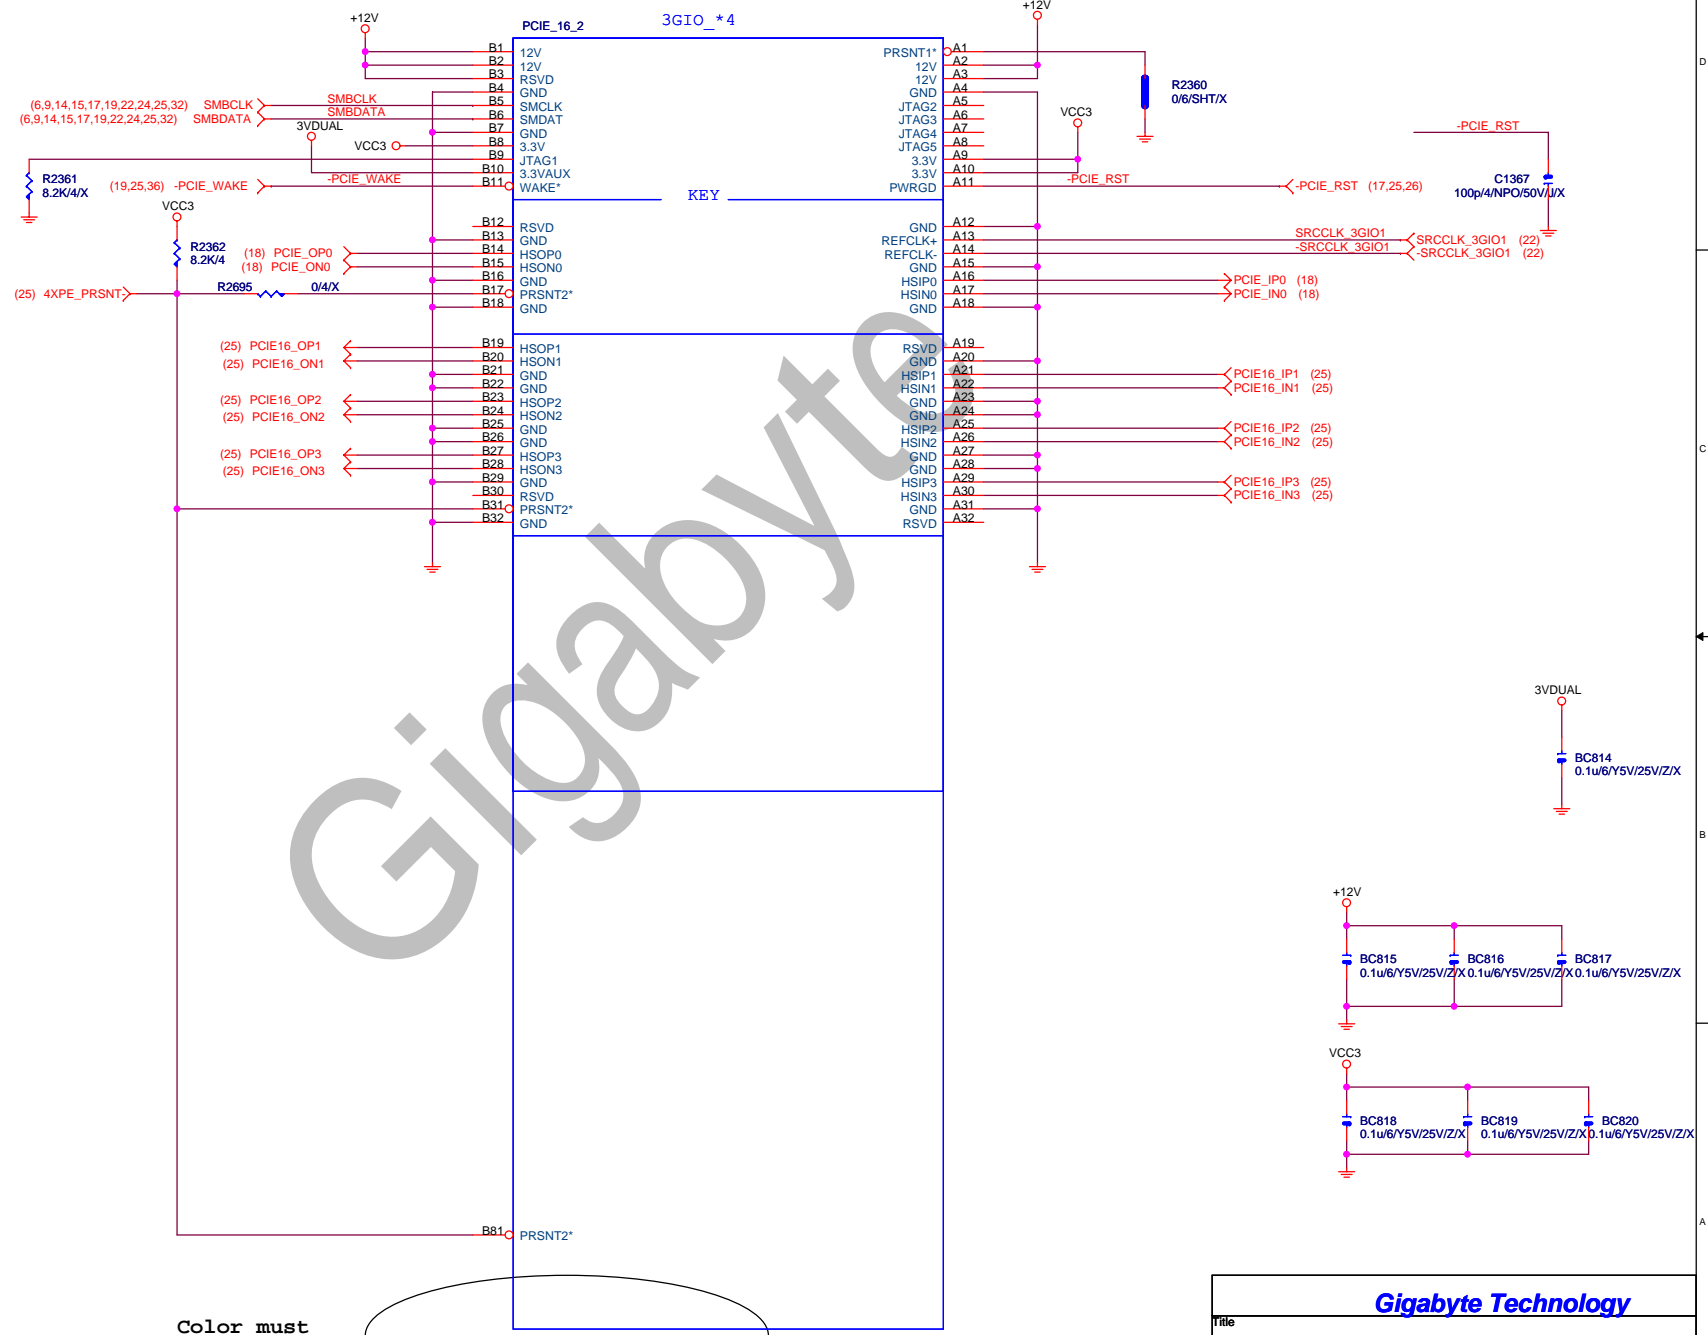 +12V
PCIE_16_2
3GIO_*4
+12V
B1 12V
B2 12V
B3 RSVD
B4 GND
(6,9,14,15,17,19,22,24,25,32) SMBCLK SMBCLK B5 SMCLK
(6,9,14,15,17,19,22,24,25,32) SMBDATA SMBDATA B6 SMDAT
3VDUAL B7 GND
VCC3 B8 3.3V
B9 JTAG1
B10 3.3VAUX
(19,25,36) -PCIE_WAKE -PCIE_WAKE B11 WAKE*
R2361
8.2K/4/X
VCC3
R2362
8.2K/4
KEY
B12 RSVD
B13 GND
(18) PCIE_OP0 B14 HSOP0
(18) PCIE_ON0 B15 HSON0
B16 GND
(25) 4XPE_PRSNT- R2695 0/4/X B17 PRSNT2*
B18 GND
(25) PCIE16_OP1 B19 HSOP1
(25) PCIE16_ON1 B20 HSON1
B21 GND
B22 GND
(25) PCIE16_OP2 B23 HSOP2
(25) PCIE16_ON2 B24 HSON2
B25 GND
B26 GND
(25) PCIE16_OP3 B27 HSOP3
(25) PCIE16_ON3 B28 HSON3
B29 GND
B30 RSVD
B31 PRSNT2*
B32 GND
B81 PRSNT2*
PRSNT1* A1
12V A2
12V A3
GND A4
JTAG2 A5
JTAG3 A6
JTAG4 A7
JTAG5 A8
3.3V A9
3.3V A10
PWRGD A11 -PCIE_RST -PCIE_RST (17,25,26)
R2360
0/6/SHT/X
VCC3
-PCIE_RST
C1367
100p/4/NPO/50V/J/X
GND A12
REFCLK+ A13 SRCCLK_3GIO1 SRCCLK_3GIO1 (22)
REFCLK- A14 -SRCCLK_3GIO1 -SRCCLK_3GIO1 (22)
GND A15
HSIP0 A16 PCIE_IP0 (18)
HSIN0 A17 PCIE_IN0 (18)
GND A18
RSVD A19
GND A20
HSIP1 A21 PCIE16_IP1 (25)
HSIN1 A22 PCIE16_IN1 (25)
GND A23
GND A24
HSIP2 A25 PCIE16_IP2 (25)
HSIN2 A26 PCIE16_IN2 (25)
GND A27
GND A28
HSIP3 A29 PCIE16_IP3 (25)
HSIN3 A30 PCIE16_IN3 (25)
GND A31
RSVD A32
Gigabyte
3VDUAL
BC814
0.1u/6/Y5V/25V/Z/X
+12V
BC815 BC816 BC817
0.1u/6/Y5V/25V/Z/X 0.1u/6/Y5V/25V/Z/X 0.1u/6/Y5V/25V/Z/X
VCC3
BC818 BC819 BC820
0.1u/6/Y5V/25V/Z/X 0.1u/6/Y5V/25V/Z/X 0.1u/6/Y5V/25V/Z/X
D
C
B
A
Color must
Gigabyte Technology
Title